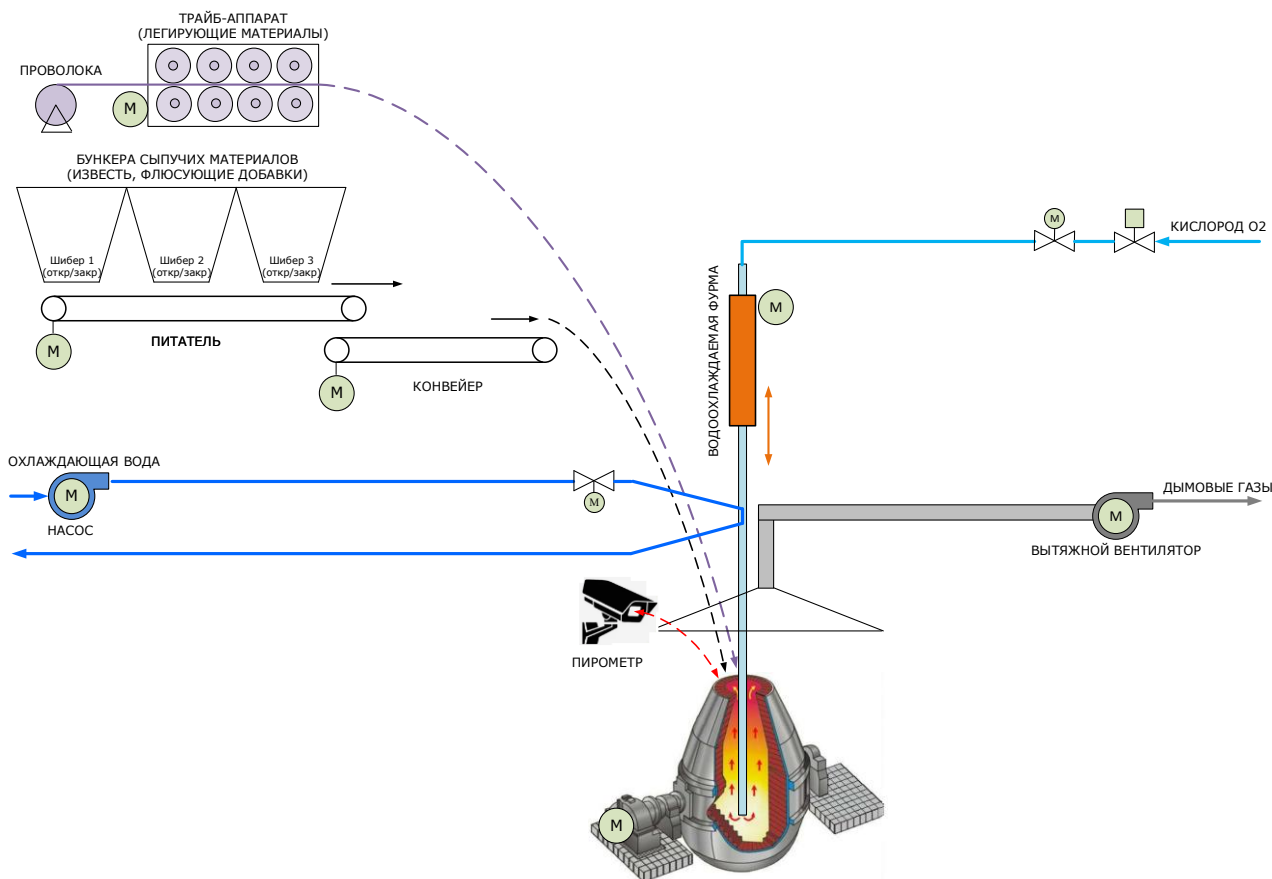 ТРАЙБ-АППАРАТ
(ЛЕГИРУЮЩИЕ МАТЕРИАЛЫ)
ПРОВОЛОКА
М
БУНКЕРА СЫПУЧИХ МАТЕРИАЛОВ
(ИЗВЕСТЬ, ФЛЮСУЮЩИЕ ДОБАВКИ)
Шибер 1
(откр/закр)
Шибер 2
(откр/закр)
Шибер 3
(откр/закр)
М
ПИТАТЕЛЬ
М
КОНВЕЙЕР
М
КИСЛОРОД О2
ВОДООХЛАЖДАЕМАЯ ФУРМА
М
ОХЛАЖДАЮЩАЯ ВОДА
М
НАСОС
М
ДЫМОВЫЕ ГАЗЫ
М
ВЫТЯЖНОЙ ВЕНТИЛЯТОР
ПИРОМЕТР
М